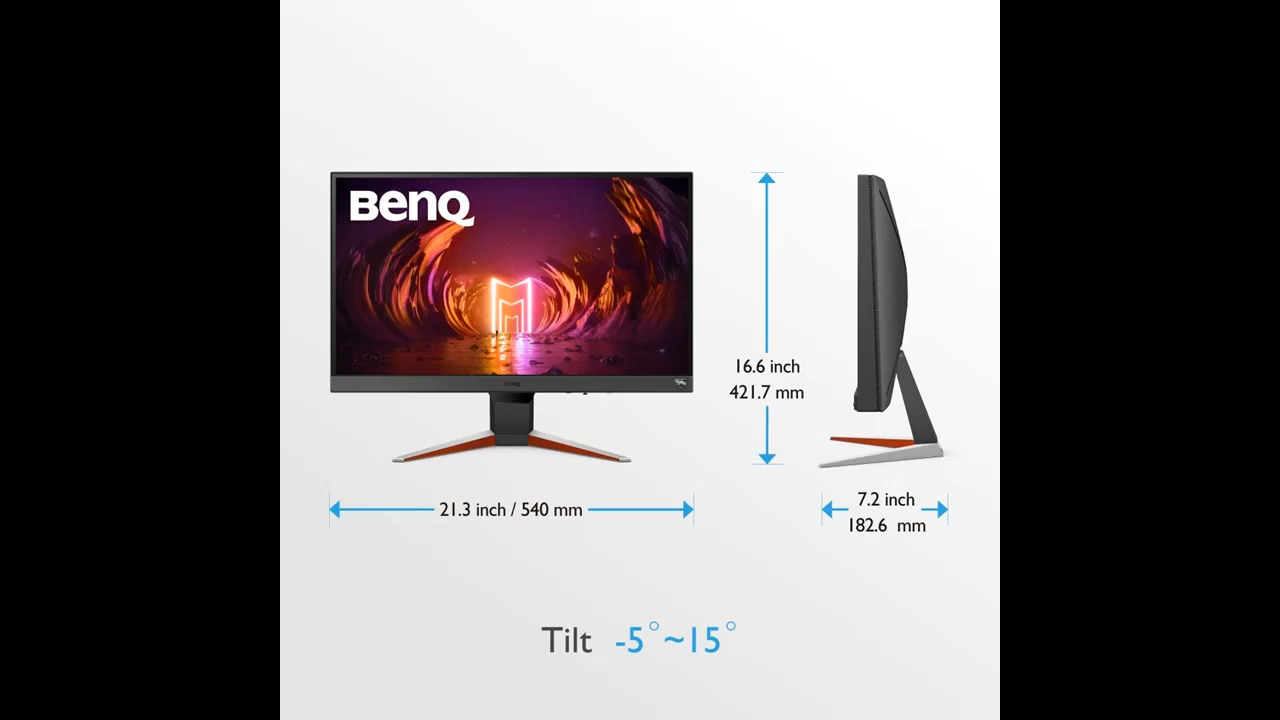 BenQ
16.6 inch
421.7 mm
BenQ
21.3 inch / 540 mm
7.2 inch
182.6 mm
Tilt -5°~15°